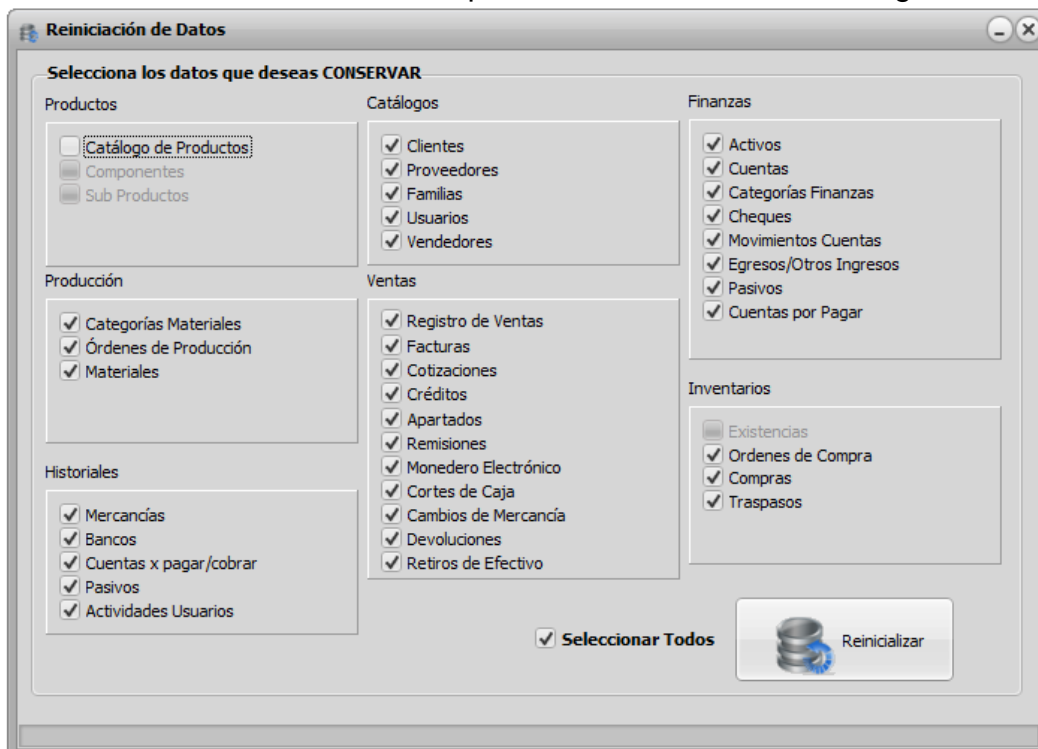 Reiniciación de Datos
Selecciona los datos que deseas CONSERVAR
Productos
Catálogo de Productos
Componentes
Sub Productos
Producción
Categorías Materiales
Órdenes de Producción
Materiales
Historiales
Mercancías
Bancos
Cuentas x pagar/cobrar
Pasivos
Actividades Usuarios
Catálogos
Clientes
Proveedores
Familias
Usuarios
Vendedores
Ventas
Registro de Ventas
Facturas
Cotizaciones
Créditos
Apartados
Remisiones
Monedero Electrónico
Cortes de Caja
Cambios de Mercancía
Devoluciones
Retiros de Efectivo
Finanzas
Activos
Cuentas
Categorías Finanzas
Cheques
Movimientos Cuentas
Egresos/Otros Ingresos
Pasivos
Cuentas por Pagar
Inventarios
Existencias
Ordenes de Compra
Compras
Traspasos
Seleccionar Todos
Reinicializar